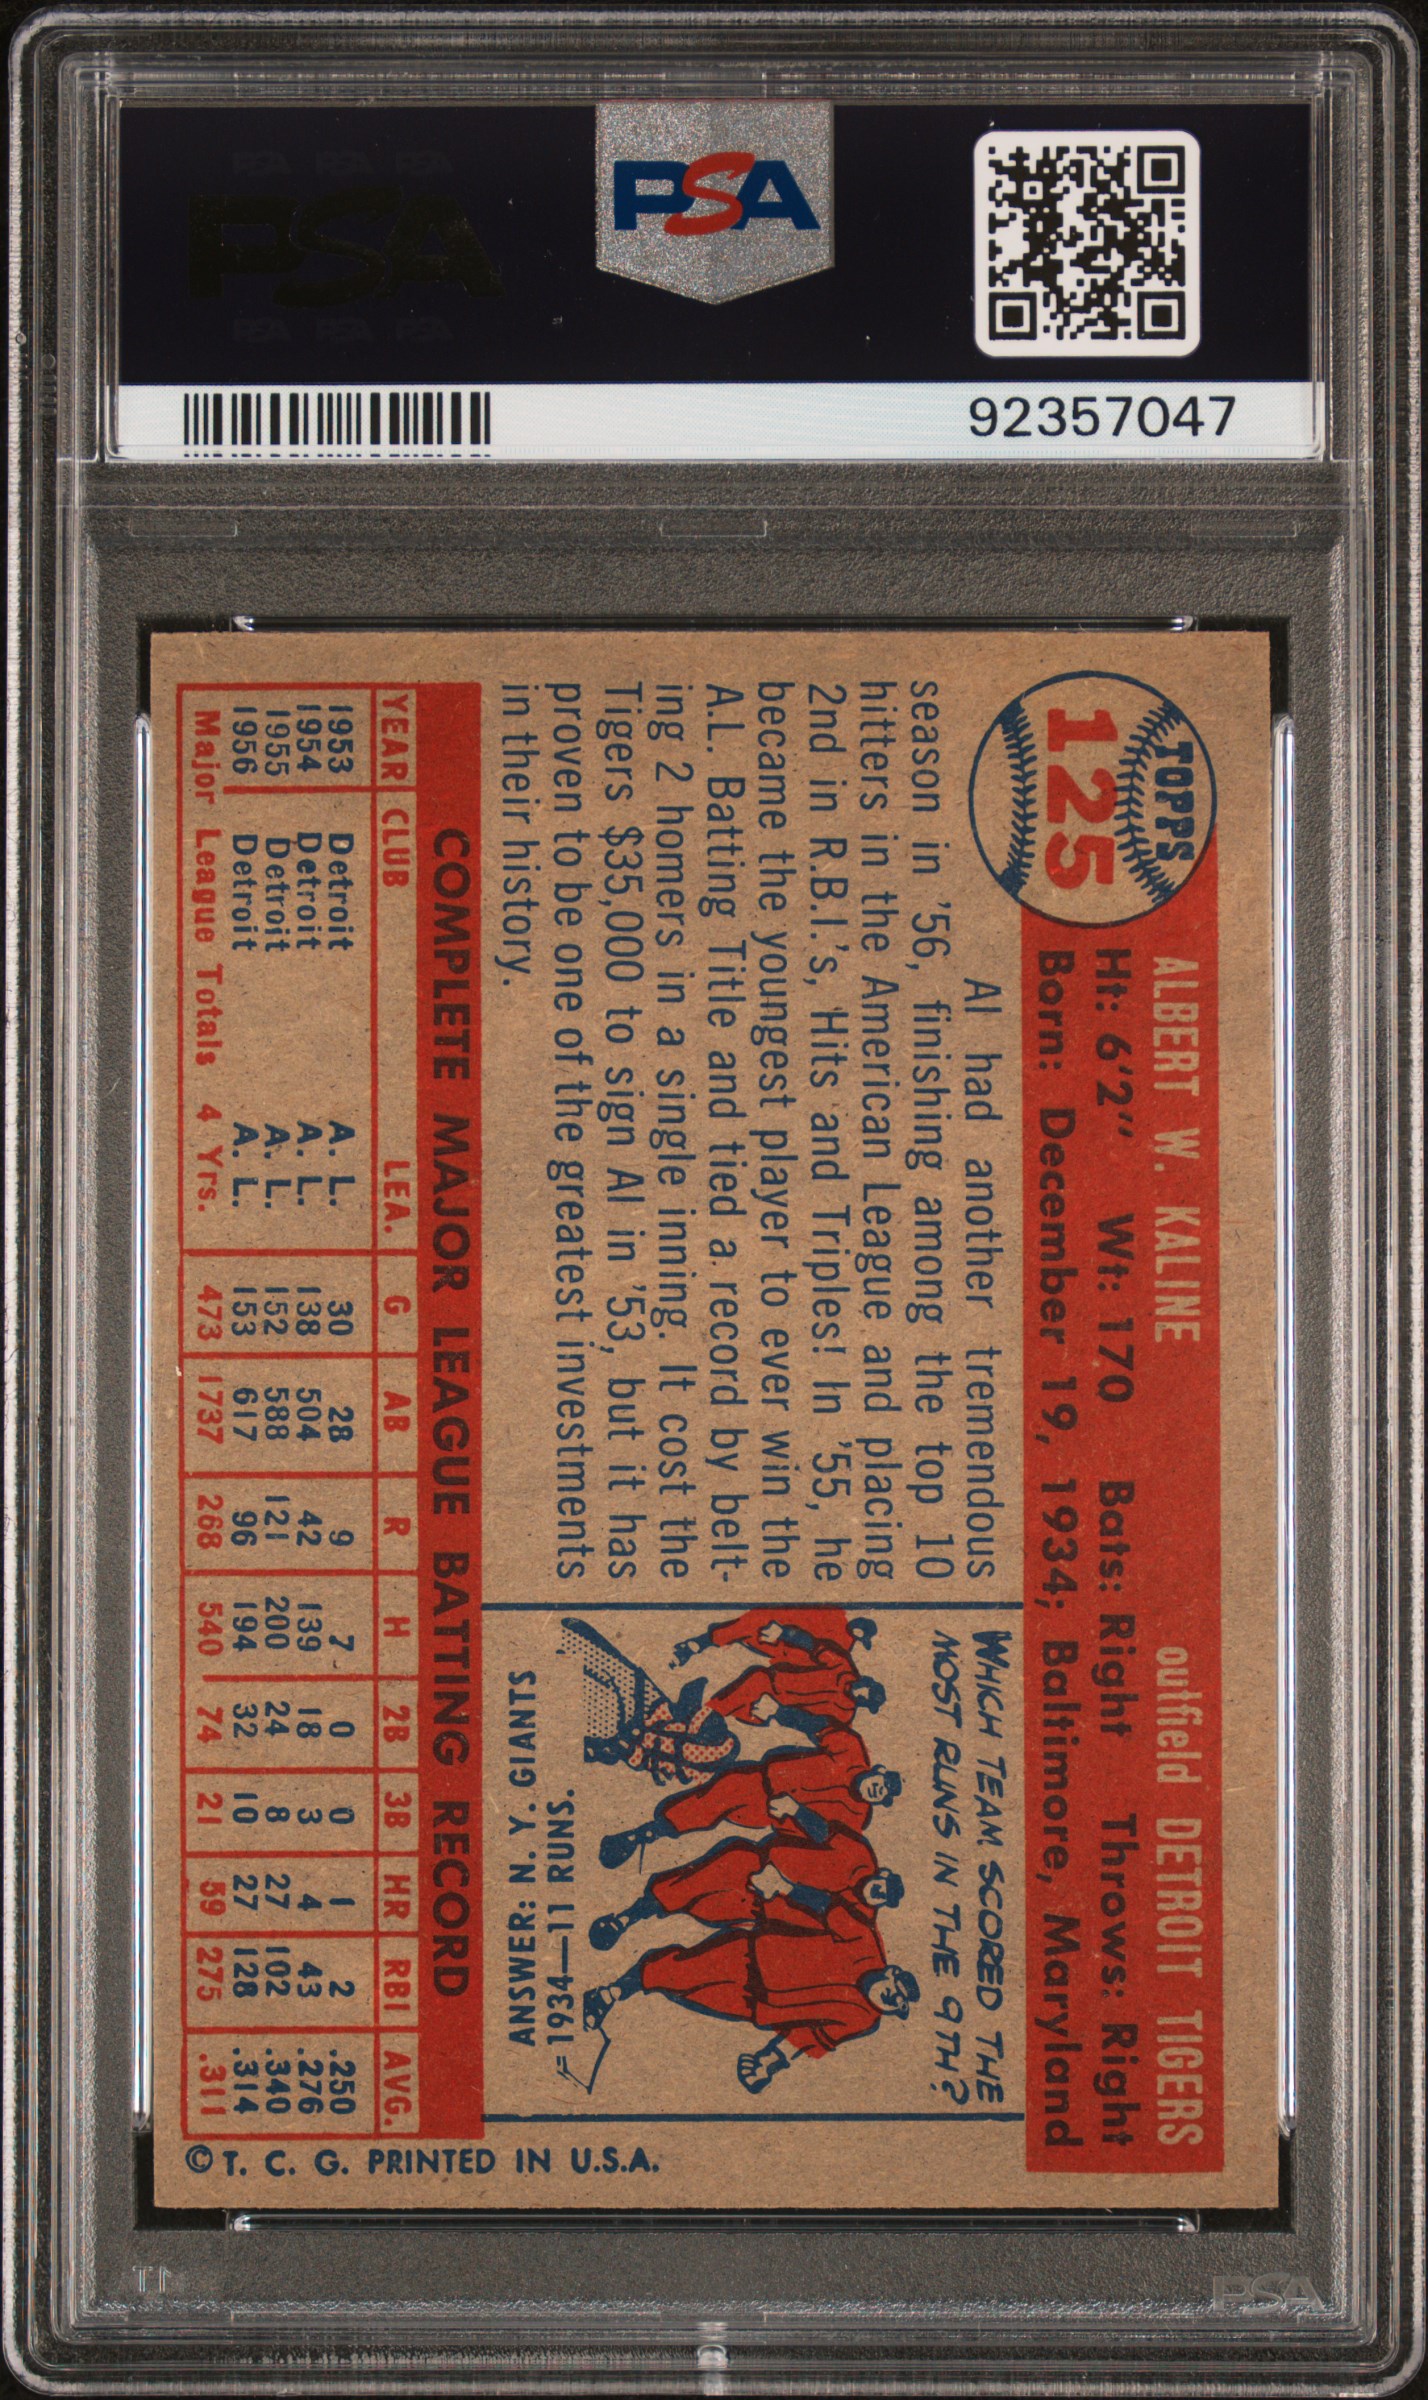 PSA
PSA PSA PSA
PSA
PSA PSA PSA
92357047
TOPPS
125
ALBERT W. KALINE outfield DETROIT TIGERS
Ht: 6'2" Wt: 170 Bats: Right Throws: Right
Born: December 19, 1934; Baltimore, Maryland
Al had another tremendous
season in '56, finishing among the top 10
hitters in the American League and placing
2nd in R.B.I.'s, Hits and Triples! In '55, he
became the youngest player to ever win the
A.L. Batting Title and tied a record by belt-
ing 2 homers in a single inning. It cost the
Tigers $35,000 to sign Al in '53, but it has
proven to be one of the greatest investments
in their history.
WHICH TEAM SCORED THE
MOST RUNS IN THE 9TH?
ANSWER: N. Y. GIANTS
—1934—11 RUNS.
COMPLETE MAJOR LEAGUE BATTING RECORD
YEAR CLUB LEA. G AB R H 2B 3B HR RBI AVG.
1953 Detroit A. L. 30 28 9 7 0 0 1 2 .250
1954 Detroit A. L. 138 504 42 139 18 3 4 43 .276
1955 Detroit A. L. 152 588 121 200 24 8 27 102 .340
1956 Detroit A. L. 153 617 96 194 32 10 27 128 .314
Major League Totals 4 Yrs. 473 1737 268 540 74 21 59 275 .311
© T. C. G. PRINTED IN U.S.A.
PSA